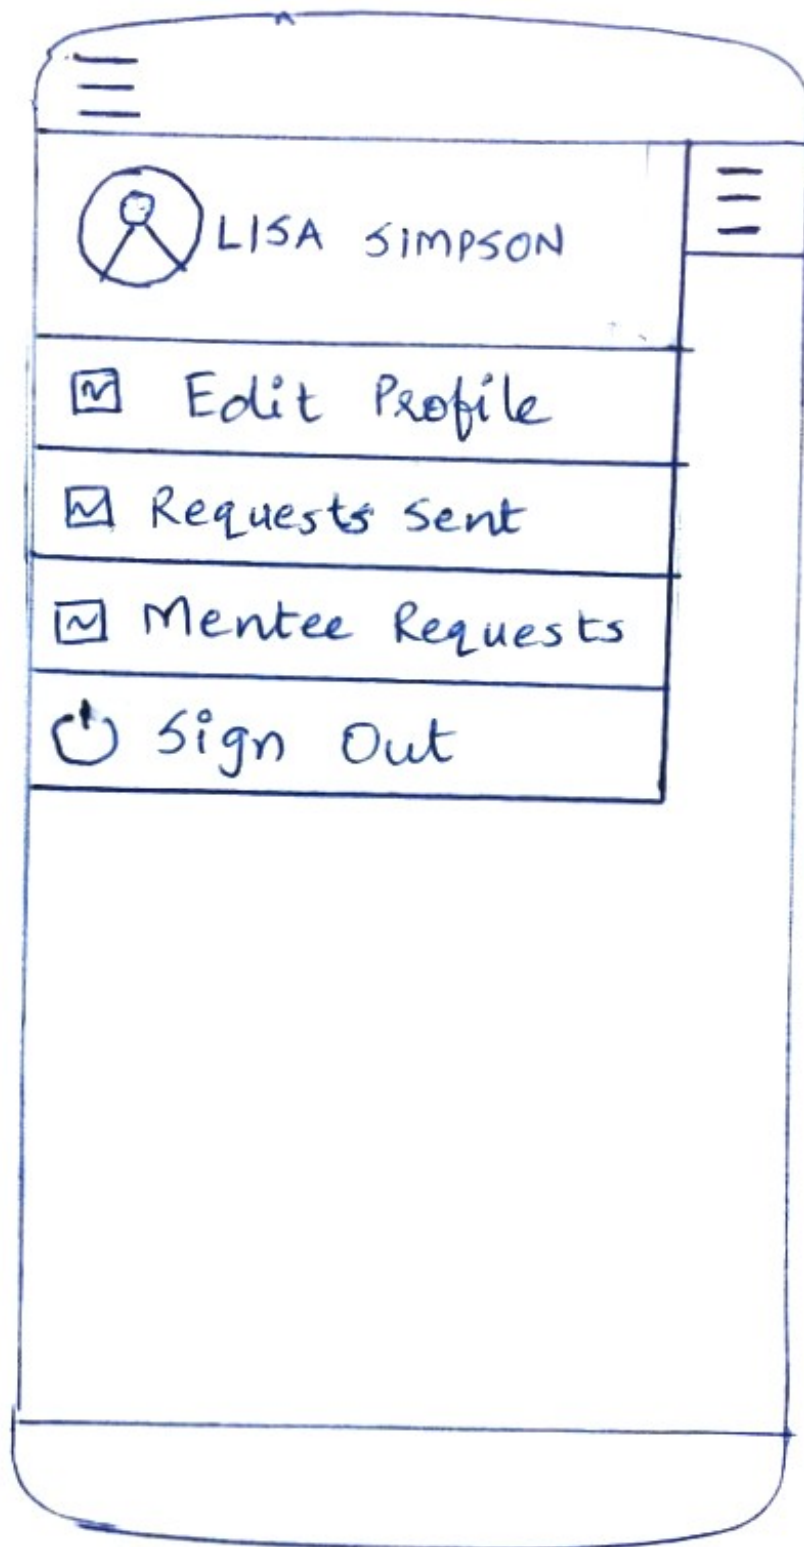 LISA SIMPSON
Edit Profile
Requests Sent
Mentee Requests
Sign Out